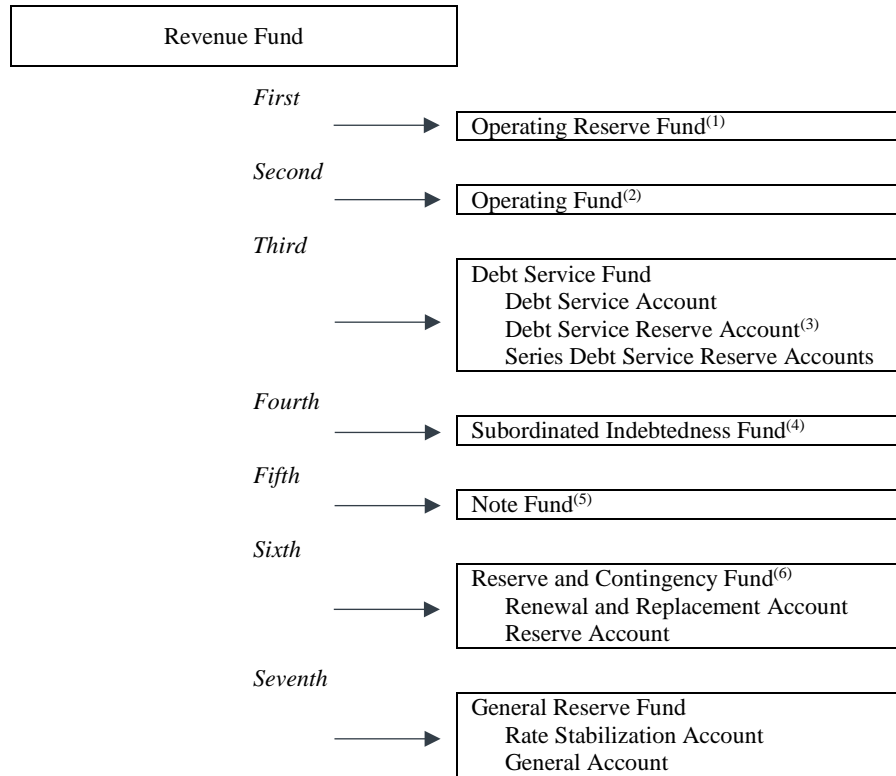 Revenue Fund
First
Operating Reserve Fund(1)
Second
Operating Fund(2)
Third
Debt Service Fund
Debt Service Account
Debt Service Reserve Account(3)
Series Debt Service Reserve Accounts
Fourth
Subordinated Indebtedness Fund(4)
Fifth
Note Fund(5)
Sixth
Reserve and Contingency Fund(6)
Renewal and Replacement Account
Reserve Account
Seventh
General Reserve Fund
Rate Stabilization Account
General Account